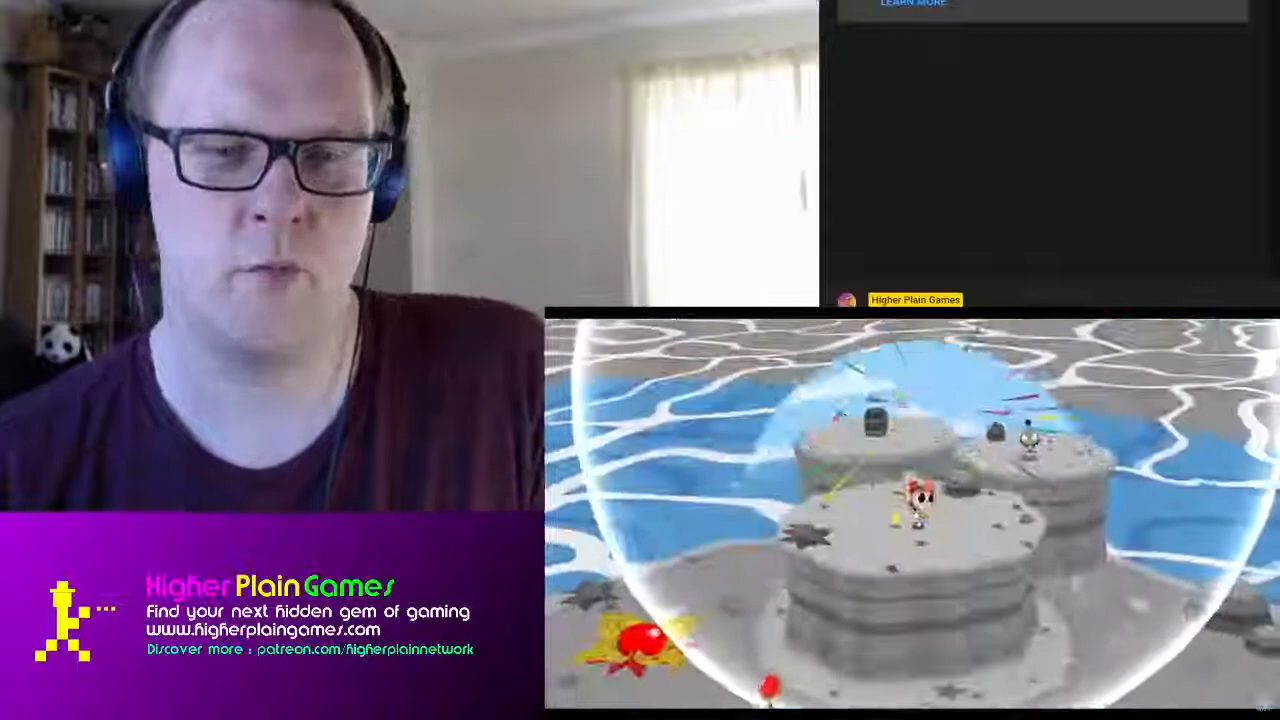 LEARN MORE
Higher Plain Games
Higher Plain Games
Find your next hidden gem of gaming
www.higherplaingames.com
Discover more : patreon.com/higherplainnetwork